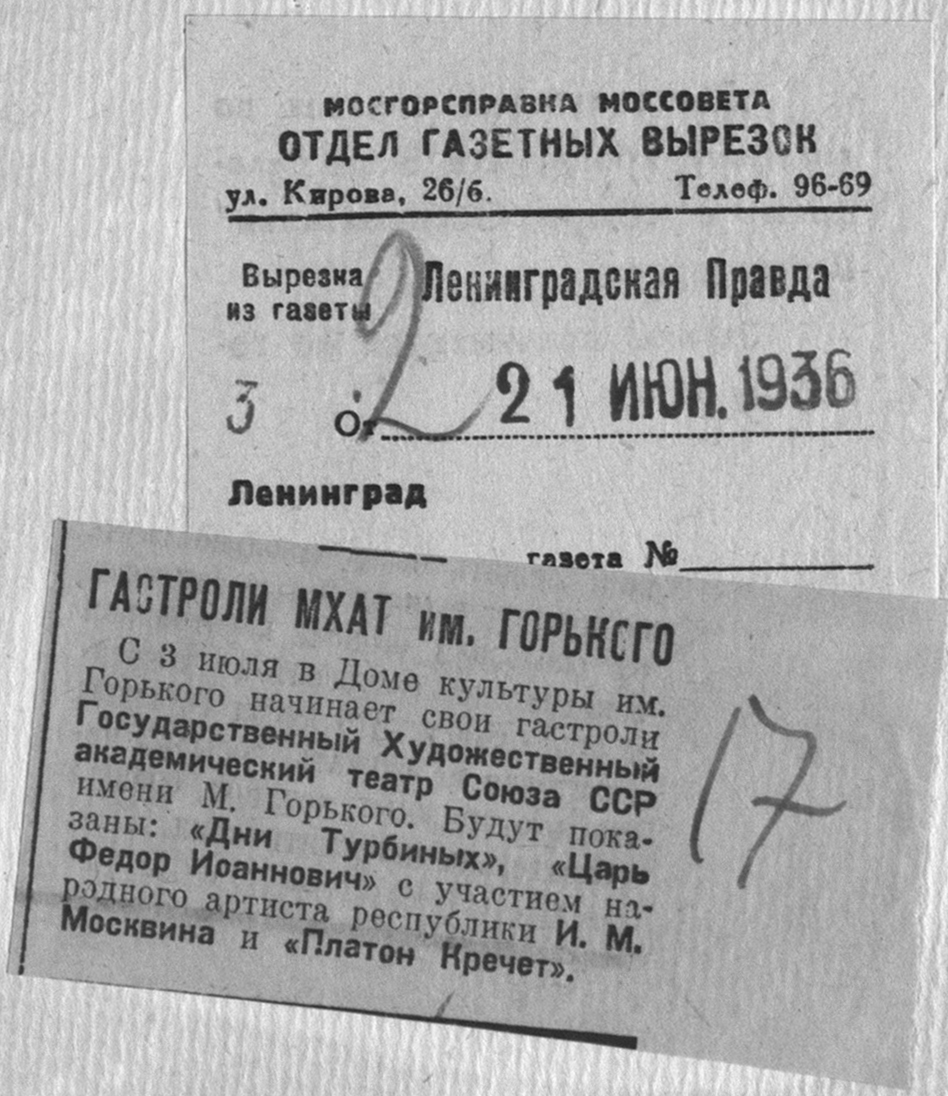 МОСГОРСПРАВКА МОССОВЕТА
ОТДЕЛ ГАЗЕТНЫХ ВЫРЕЗОК
ул. Кирова, 26/6. Телеф. 96-69
Вырезка из газеты Ленинградская Правда
2
3 От 21 ИЮН. 1936
Ленинград
газета №
ГАСТРОЛИ МХАТ им. ГОРЬКОГО
С 3 июля в Доме культуры им.
Горького начинает свои гастроли
Государственный Художественный
академический театр Союза ССР
имени М. Горького. Будут пока-
заны: «Дни Турбиных», «Царь
Федор Иоаннович» с участием на-
родного артиста республики И. М.
Москвина и «Платон Кречет».
17